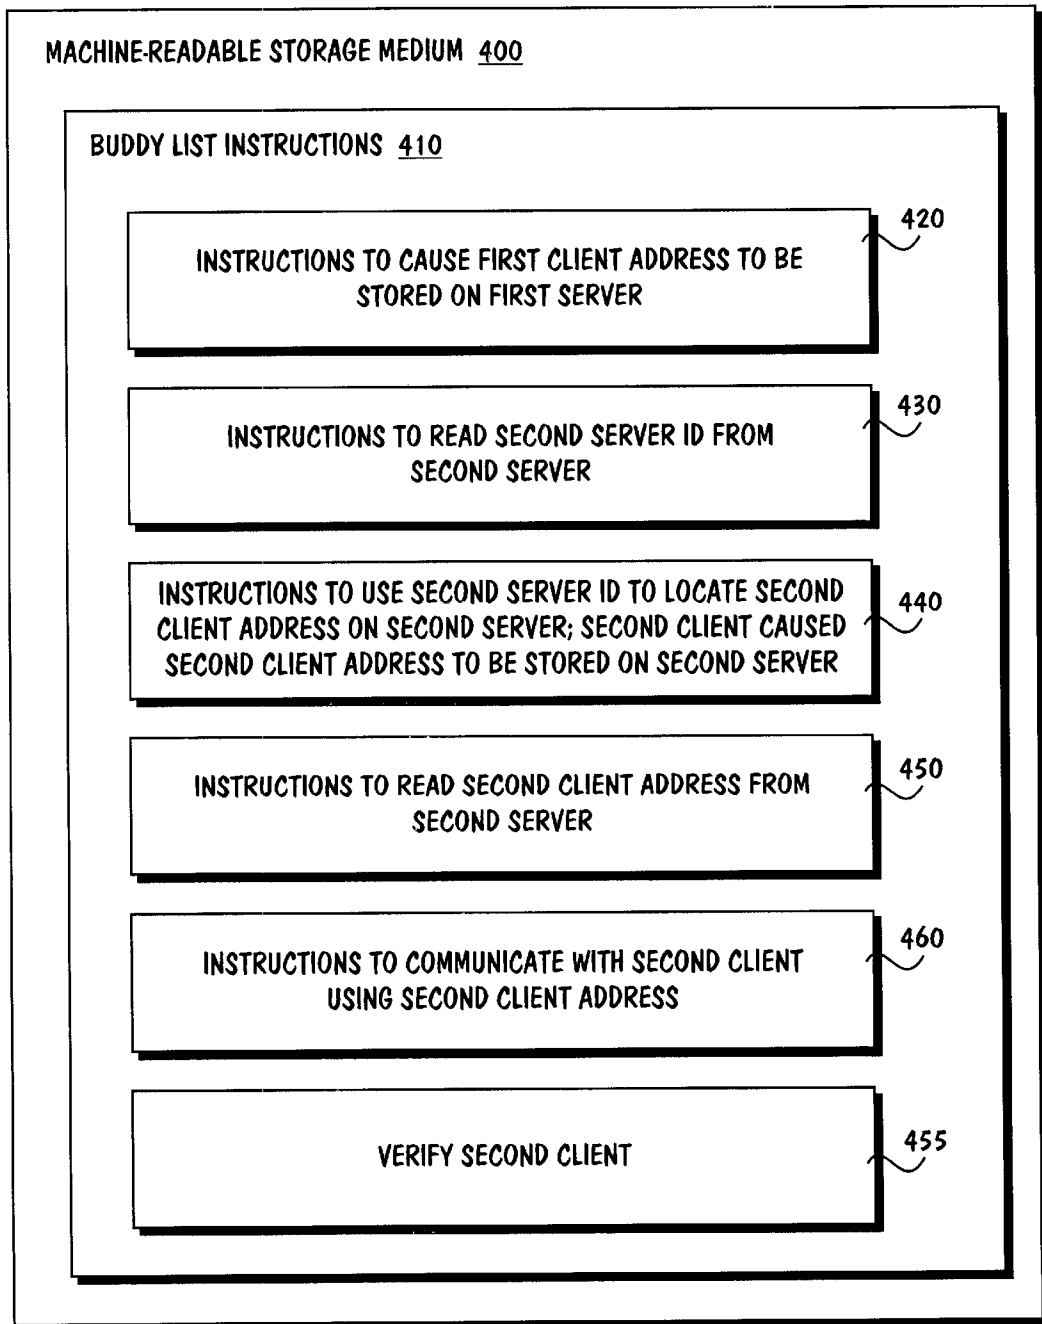 MACHINE-READABLE STORAGE MEDIUM 400
BUDDY LIST INSTRUCTIONS 410
420
INSTRUCTIONS TO CAUSE FIRST CLIENT ADDRESS TO BE
STORED ON FIRST SERVER
430
INSTRUCTIONS TO READ SECOND SERVER ID FROM
SECOND SERVER
440
INSTRUCTIONS TO USE SECOND SERVER ID TO LOCATE SECOND
CLIENT ADDRESS ON SECOND SERVER; SECOND CLIENT CAUSED
SECOND CLIENT ADDRESS TO BE STORED ON SECOND SERVER
450
INSTRUCTIONS TO READ SECOND CLIENT ADDRESS FROM
SECOND SERVER
460
INSTRUCTIONS TO COMMUNICATE WITH SECOND CLIENT
USING SECOND CLIENT ADDRESS
455
VERIFY SECOND CLIENT